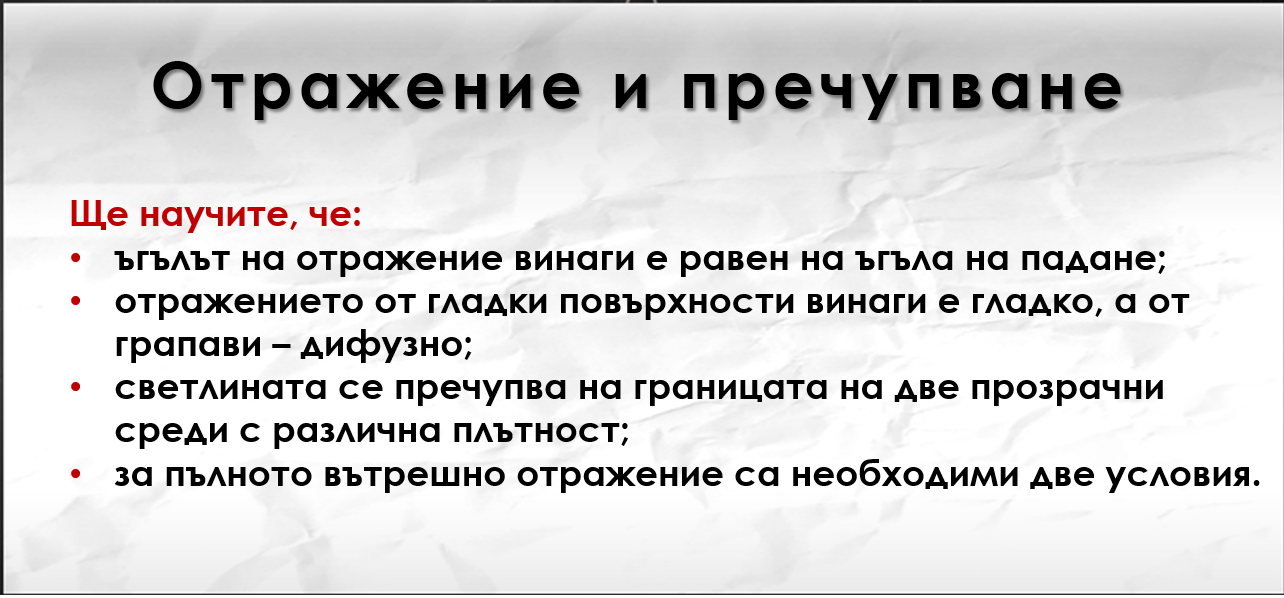 Отражение и пречупване
Ще научите, че:
• ъгълът на отражение винаги е равен на ъгъла на падане;
• отражението от гладки повърхности винаги е гладко, а от
грапави – дифузно;
• светлината се пречупва на границата на две прозрачни
среди с различна плътност;
• за пълното вътрешно отражение са необходими две условия.